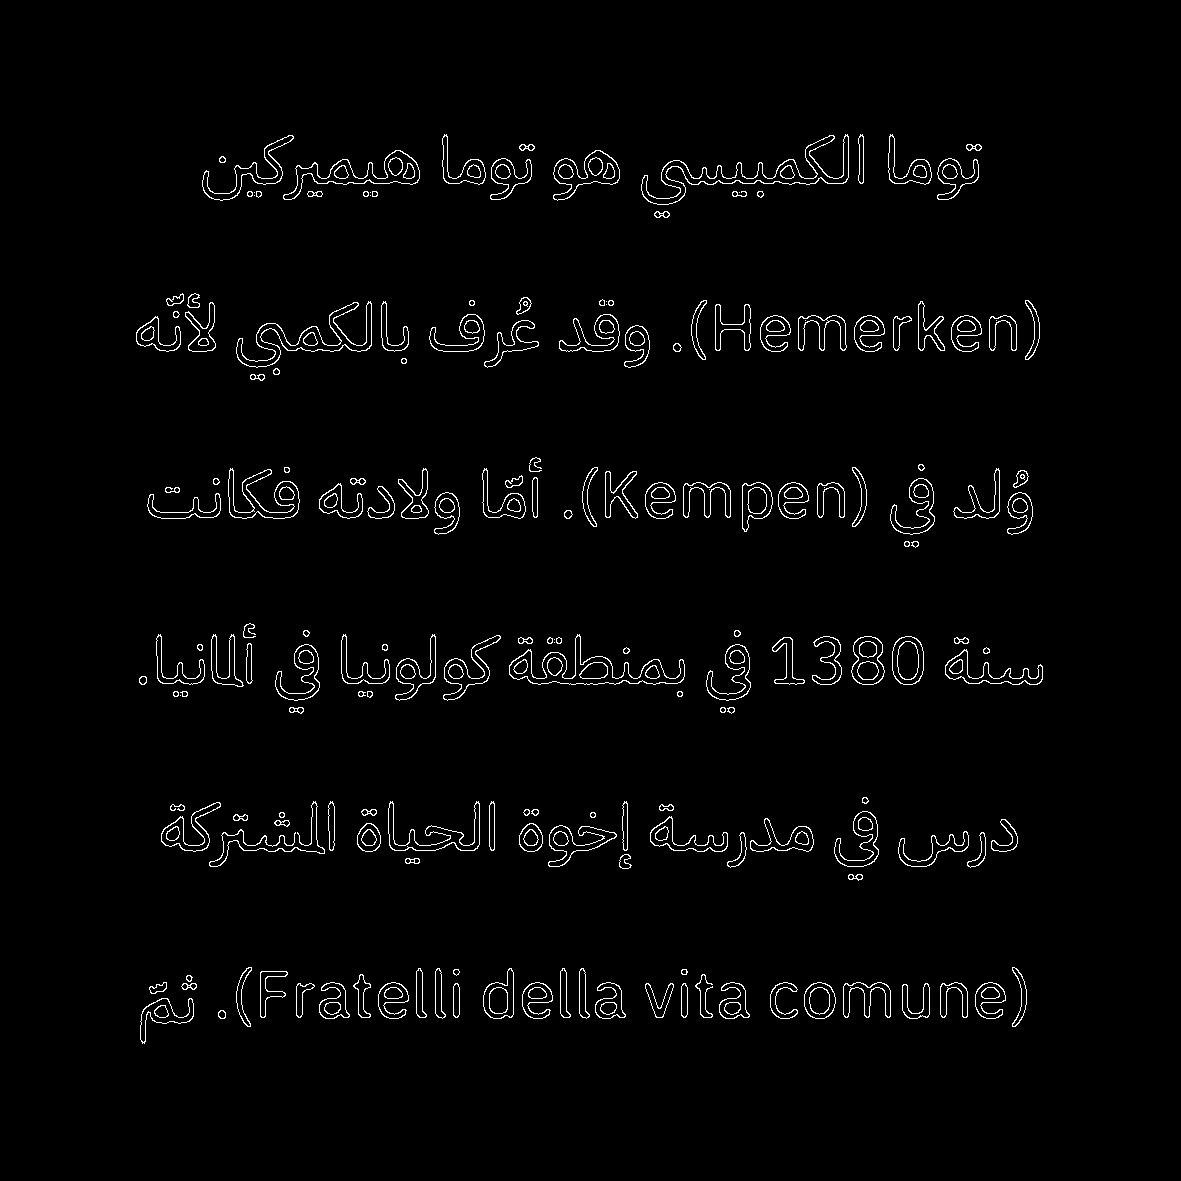 توما الكمبيسي هو توما هيميركين
(Hemerken). وقد عُرف بالكمبي لأنّه
وُلد في (Kempen). أمّا ولادته فكانت
سنة 1380 في بمنطقة كولونيا في ألمانيا.
درس في مدرسة إخوة الحياة المشتركة
(Fratelli della vita comune). ثمّ